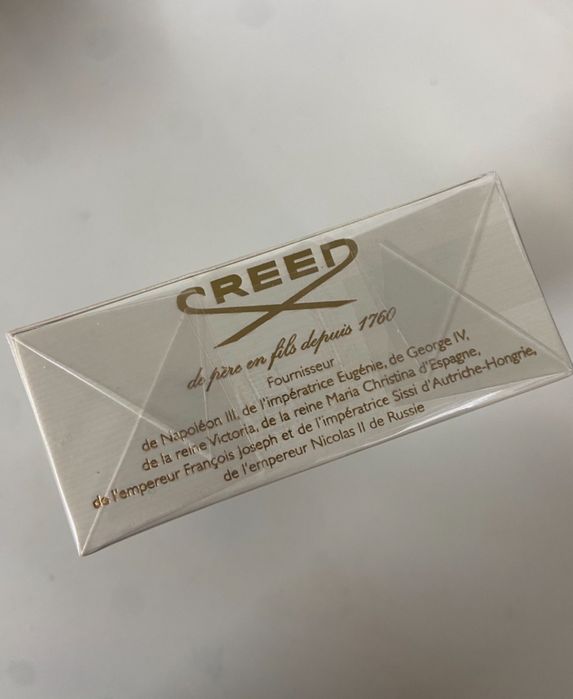 CREED
de père en fils depuis 1760
Fournisseur
de Napoléon III, de l'impératrice Eugénie, de George IV,
de la reine Victoria, de la reine Maria Christina d'Espagne,
de l'empereur François Joseph et de l'impératrice Sissi d'Autriche-Hongrie,
de l'empereur Nicolas II de Russie